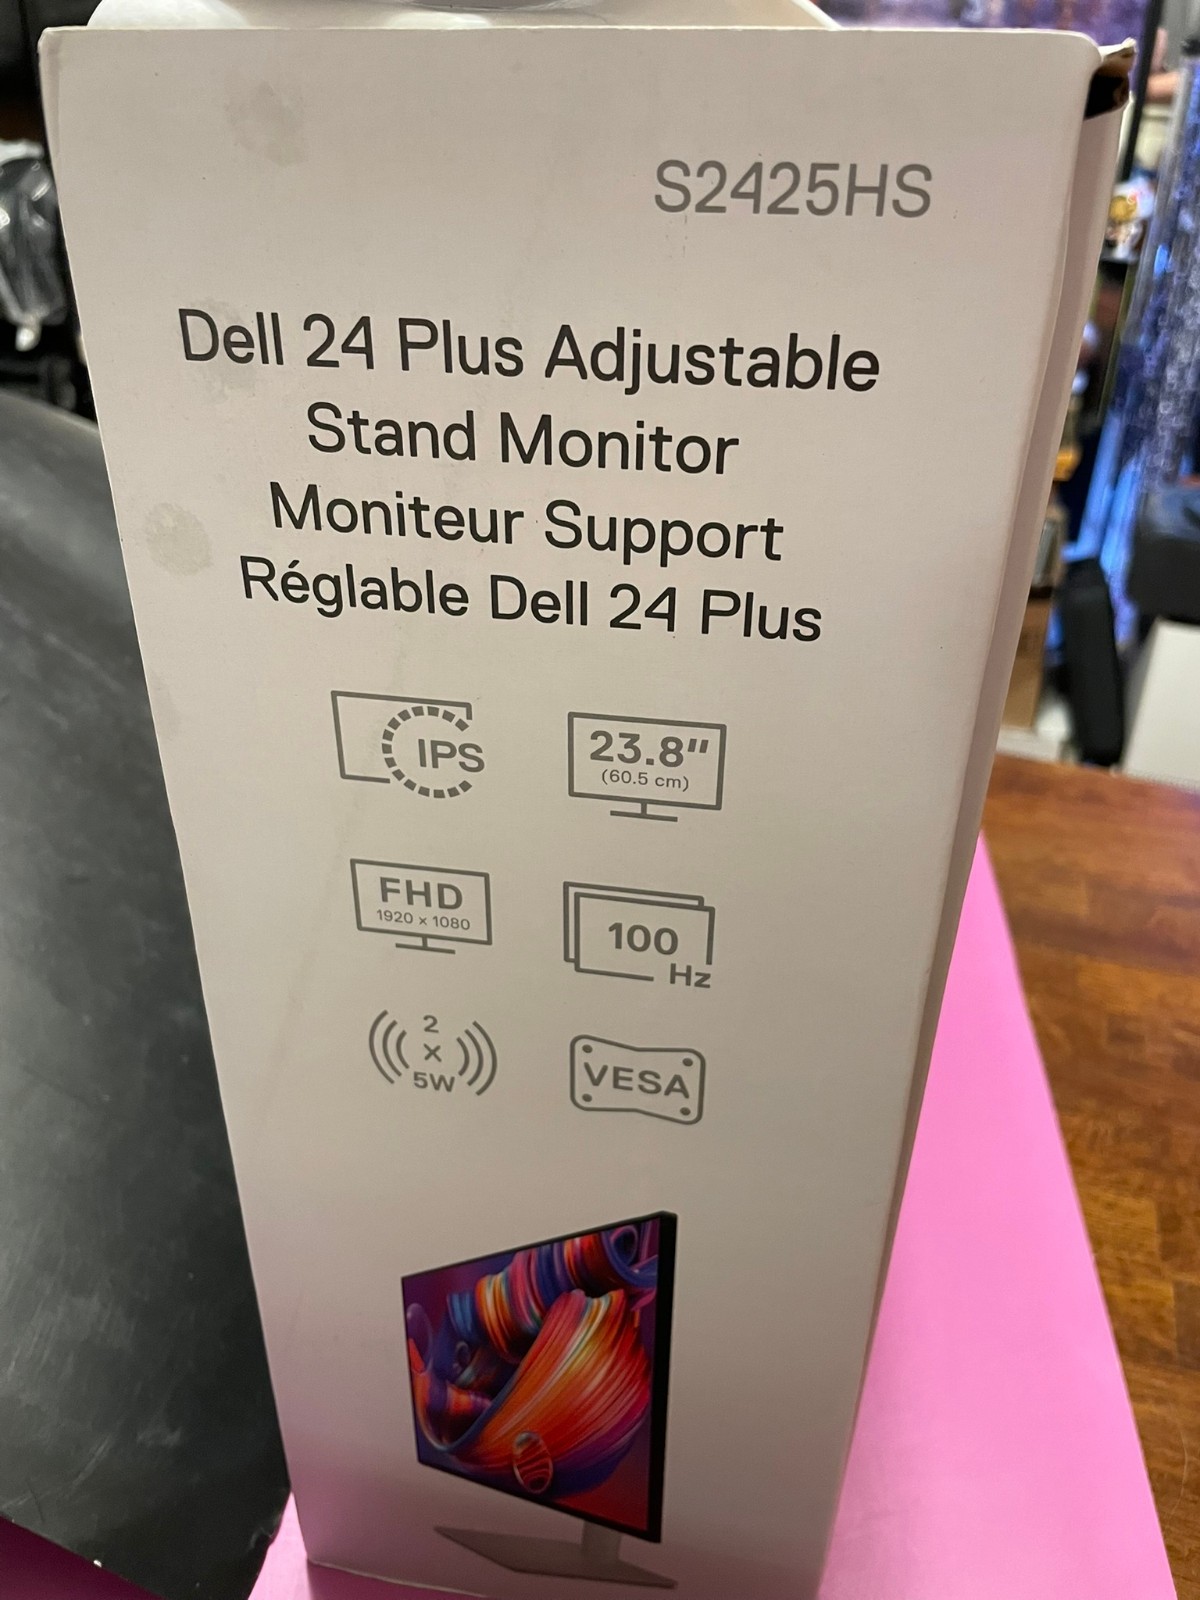 S2425HS
Dell 24 Plus Adjustable
Stand Monitor
Moniteur Support
Réglable Dell 24 Plus
IPS
23.8"
(60.5 cm)
FHD
1920 x 1080
100
Hz
2
x
5W
VESA